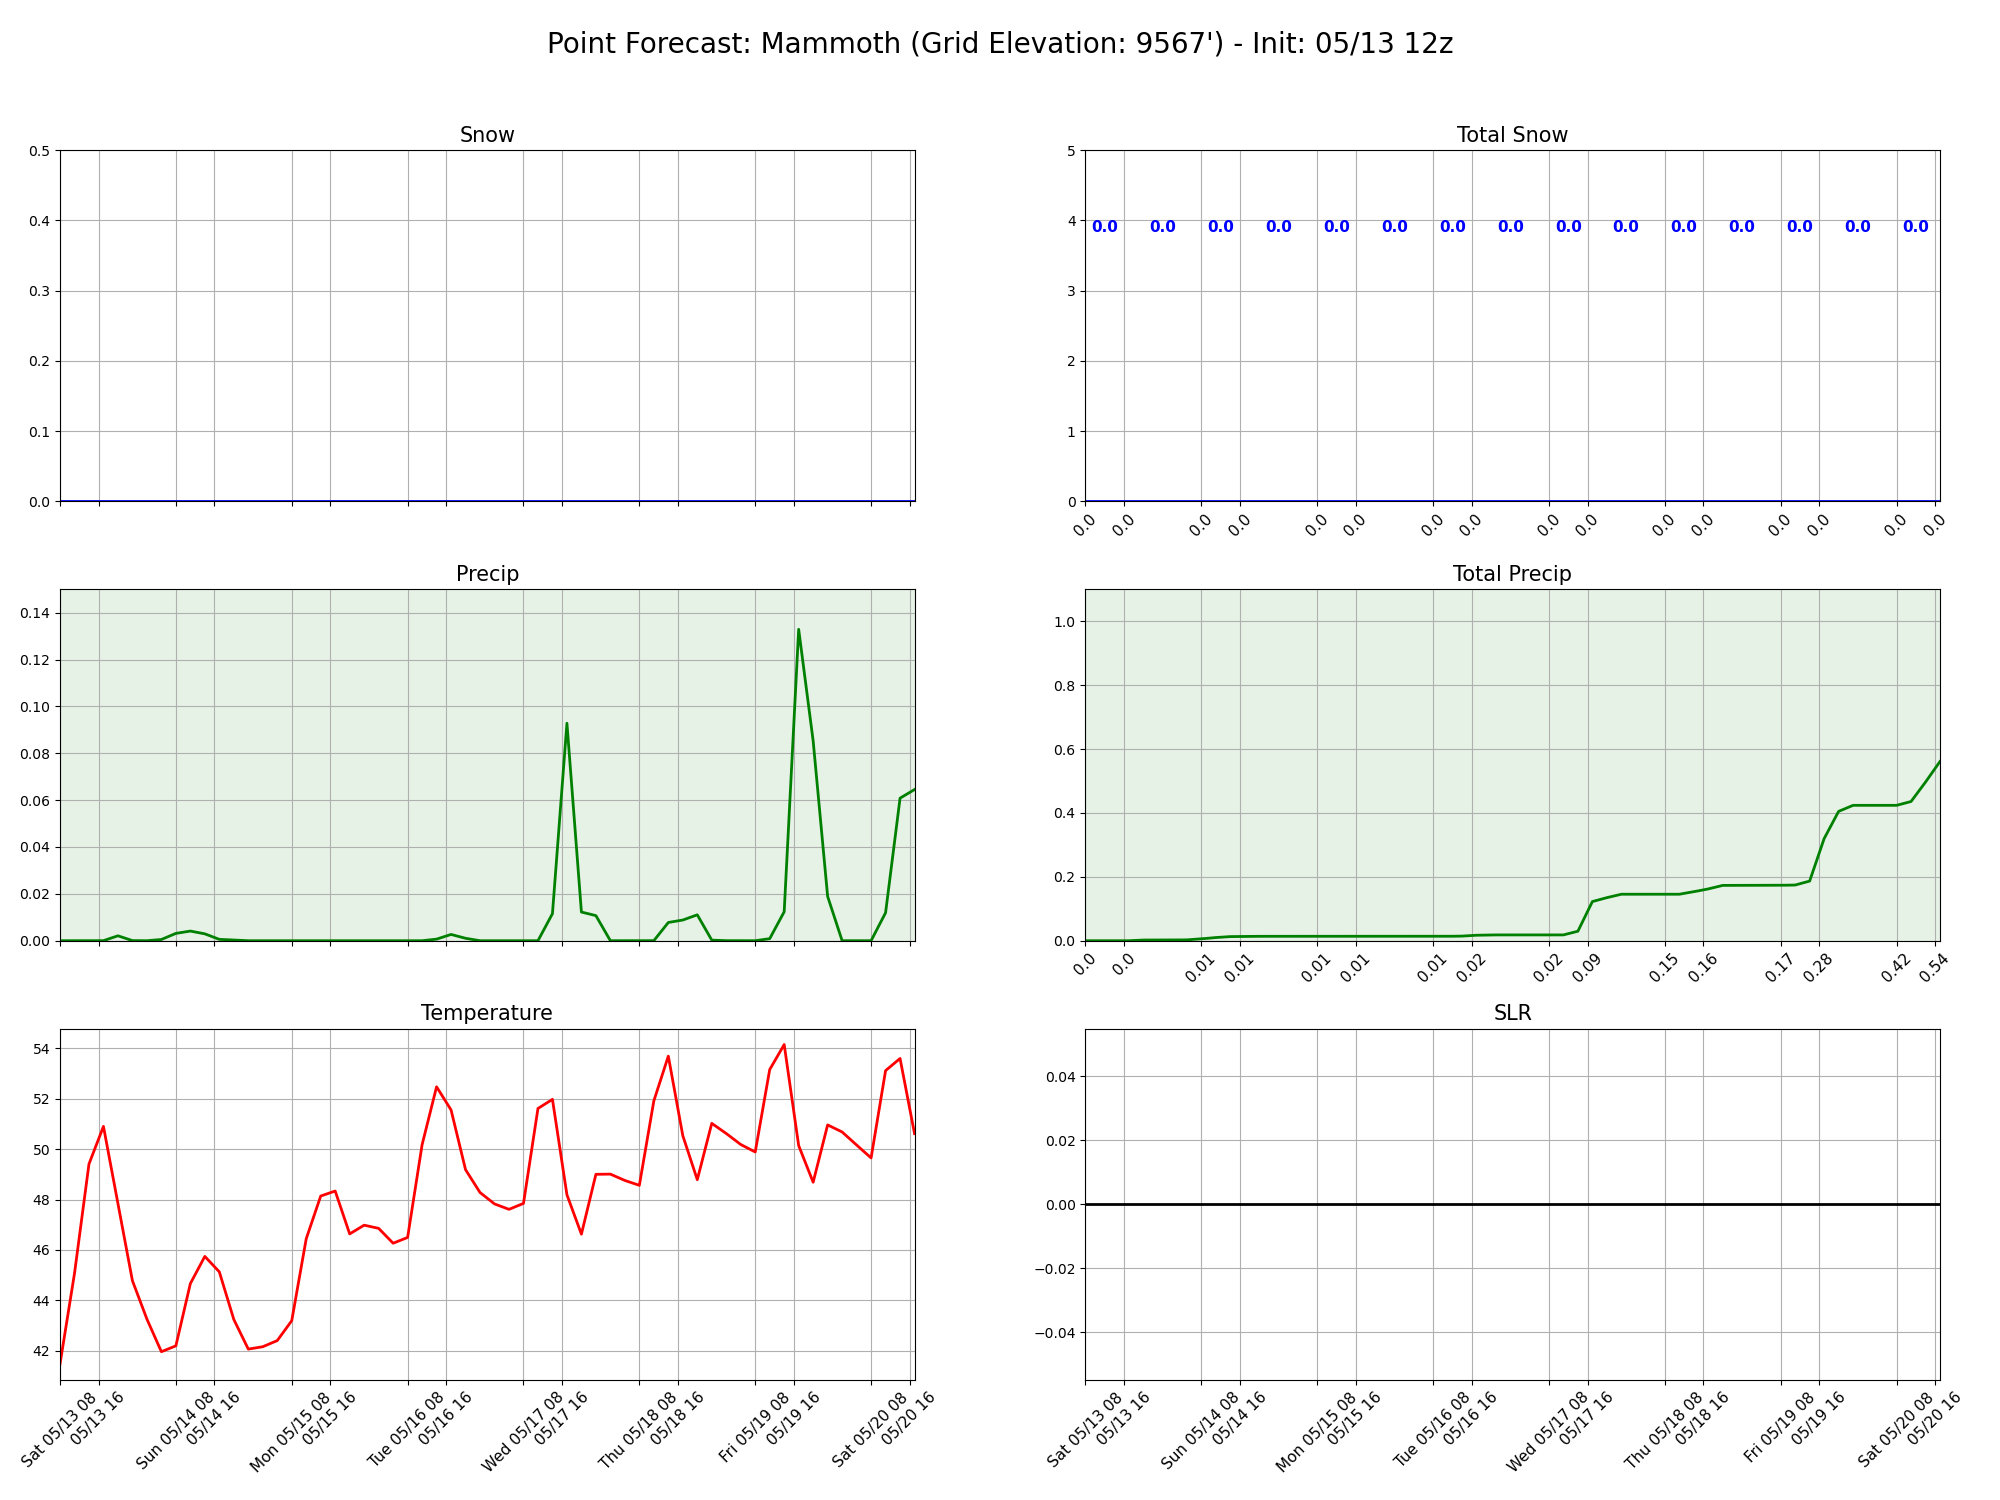 Point Forecast: Mammoth (Grid Elevation: 9567') - Init: 05/13 12z
Snow
0.5
0.4
0.3
0.2
0.1
0.0
Total Snow
5
4
3
2
1
0
0.0 0.0 0.0 0.0 0.0 0.0 0.0 0.0 0.0 0.0 0.0 0.0 0.0 0.0 0.0
0.0 0.0 0.0 0.0 0.0 0.0 0.0 0.0 0.0 0.0 0.0 0.0 0.0 0.0 0.0 0.0
Precip
0.14
0.12
0.10
0.08
0.06
0.04
0.02
0.00
Total Precip
1.0
0.8
0.6
0.4
0.2
0.0
0.0 0.0 0.01 0.01 0.01 0.01 0.01 0.02 0.02 0.09 0.15 0.16 0.17 0.28 0.42 0.54
Temperature
54
52
50
48
46
44
42
Sat 05/13 08
05/13 16
Sun 05/14 08
05/14 16
Mon 05/15 08
05/15 16
Tue 05/16 08
05/16 16
Wed 05/17 08
05/17 16
Thu 05/18 08
05/18 16
Fri 05/19 08
05/19 16
Sat 05/20 08
05/20 16
SLR
0.04
0.02
0.00
−0.02
−0.04
Sat 05/13 08
05/13 16
Sun 05/14 08
05/14 16
Mon 05/15 08
05/15 16
Tue 05/16 08
05/16 16
Wed 05/17 08
05/17 16
Thu 05/18 08
05/18 16
Fri 05/19 08
05/19 16
Sat 05/20 08
05/20 16